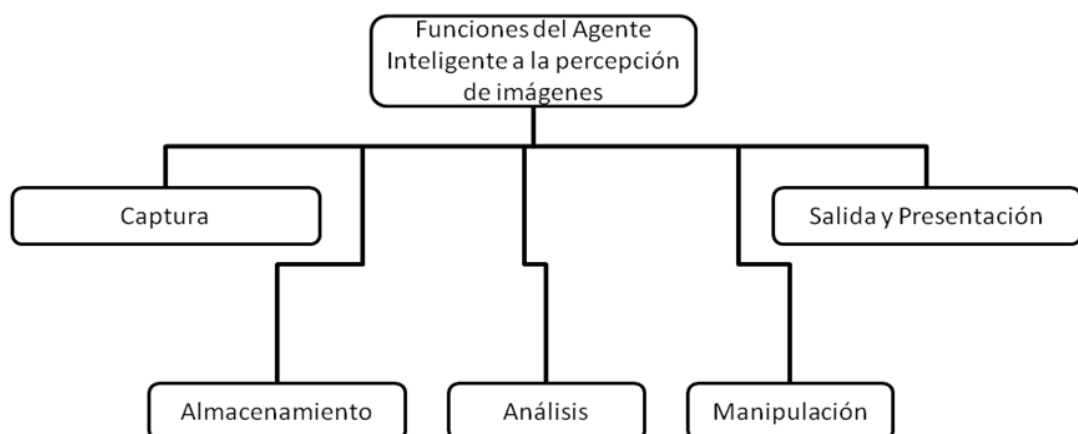 Funciones del Agente
Inteligente a la percepción
de imágenes
Captura
Salida y Presentación
Almacenamiento
Análisis
Manipulación